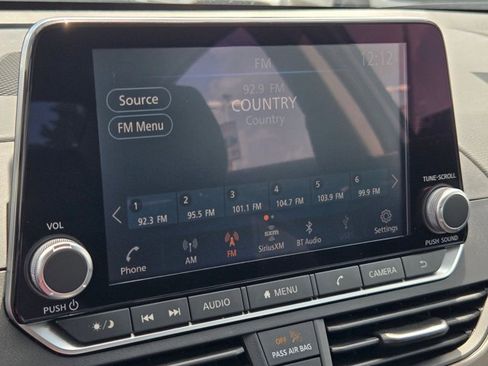 FM
12:12
92.9 FM
Source
COUNTRY
Country
FM Menu
1 2 3 4 5 6
92.3 FM 95.5 FM 101.1 FM 104.7 FM 103.9 FM 99.9 FM
TUNE-SCROLL
VOL
Phone AM FM SiriusXM BT Audio USB Settings
PUSH SOUND
PUSH
AUDIO MENU CAMERA
OFF
PASS AIR BAG